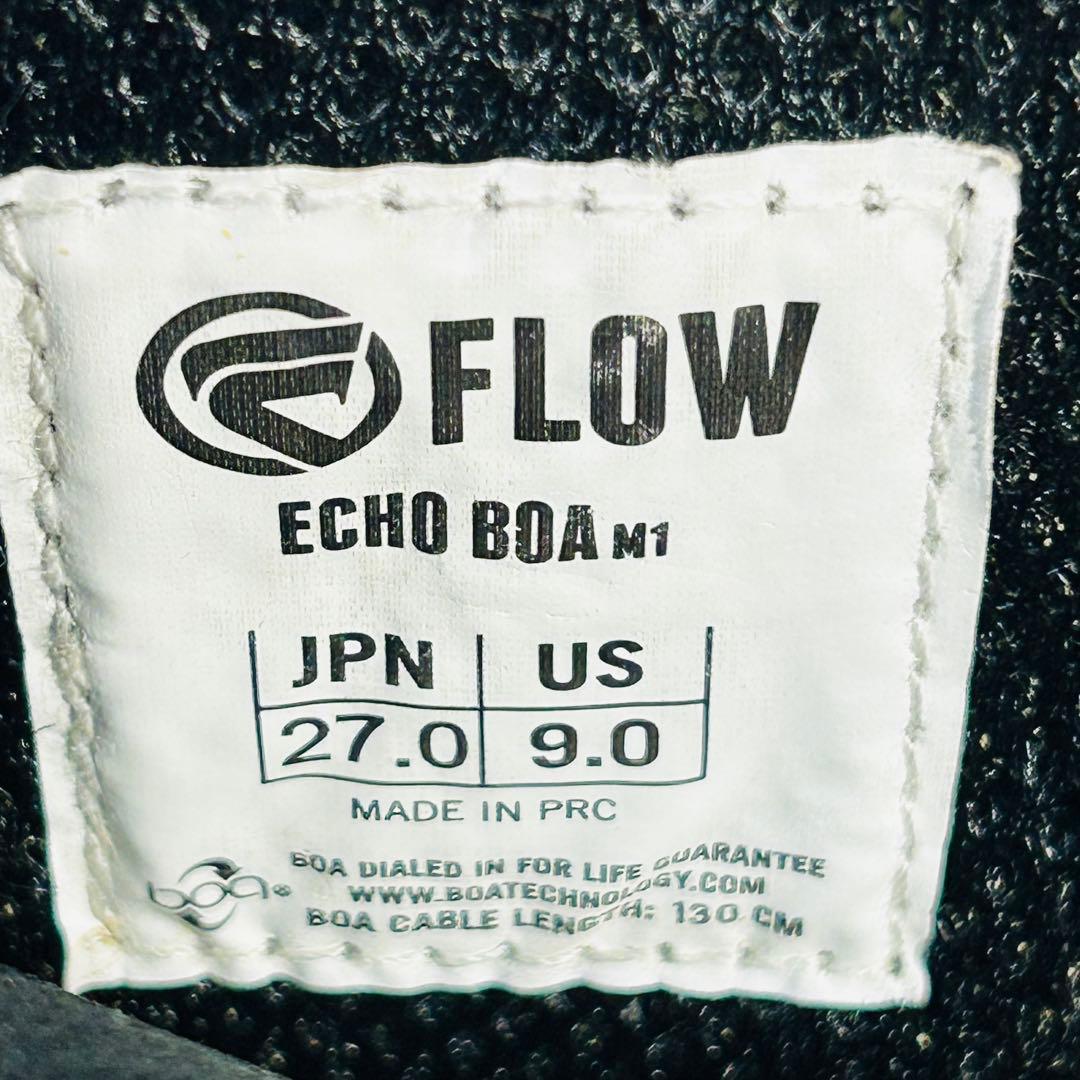 FLOW
ECHO BOA M1
JPN US
27.0 9.0
MADE IN PRC
boa®
BOA DIALED IN FOR LIFE GUARANTEE
WWW.BOATECHNOLOGY.COM
BOA CABLE LENGTH: 130 CM